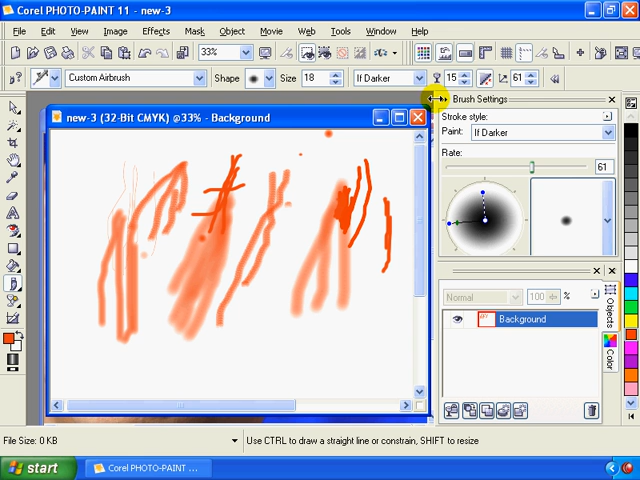 Corel PHOTO-PAINT 11 - new-3
File Edit View Image Effects Mask Object Movie Web Tools Window Help
33%
Custom Airbrush Shape Size 18 If Darker 15 61
new-3 (32-Bit CMYK) @33% - Background
Brush Settings
Stroke style:
Paint: If Darker
Rate:
61
Normal 100 %
Background
Objects
Color
File Size: 0 KB Use CTRL to draw a straight line or constrain, SHIFT to resize
start Corel PHOTO-PAINT ...